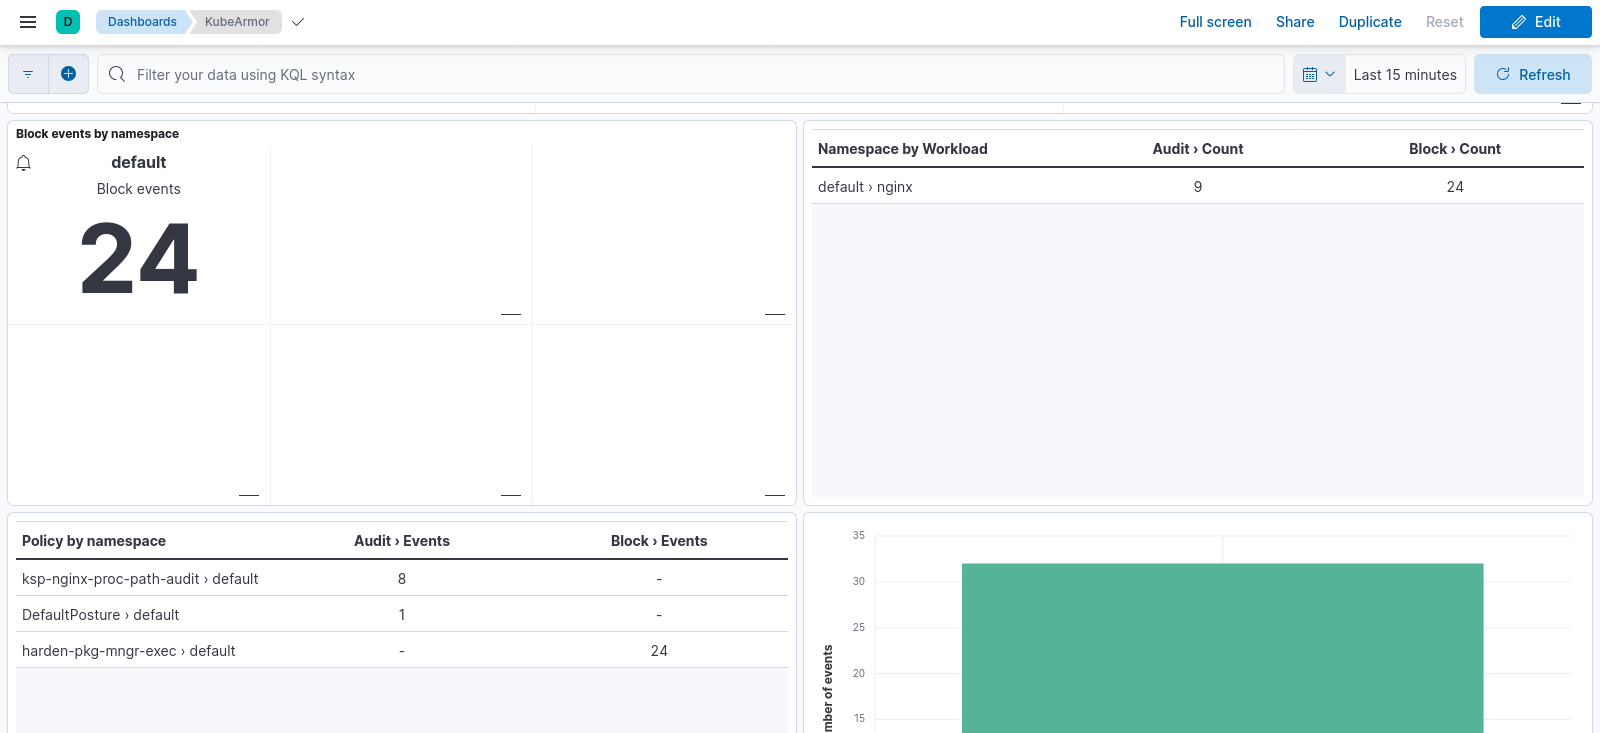 D Dashboards KubeArmor Full screen Share Duplicate Reset Edit
Filter your data using KQL syntax Last 15 minutes Refresh
Block events by namespace
default
Block events
24
Namespace by Workload Audit › Count Block › Count
default › nginx 9 24
Policy by namespace Audit › Events Block › Events
ksp-nginx-proc-path-audit › default 8 -
DefaultPosture › default 1 -
harden-pkg-mngr-exec › default - 24
35
30
25
20
15
mber of events